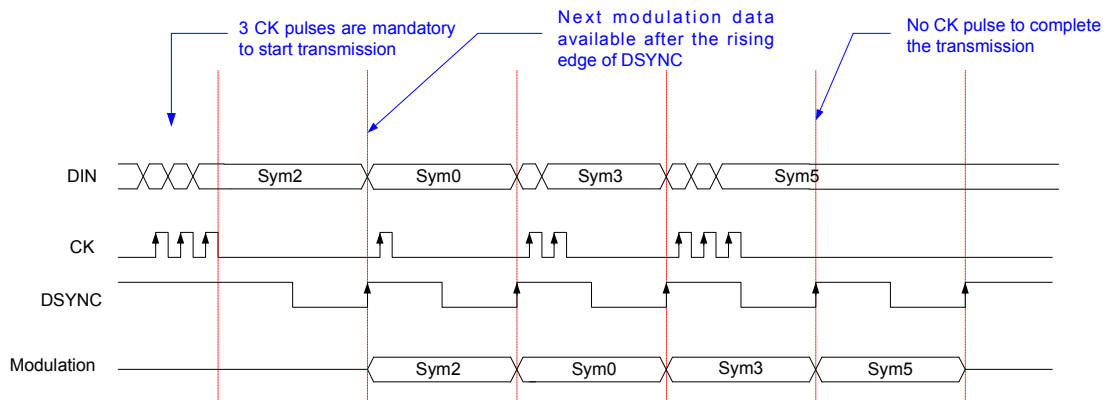 3 CK pulses are mandatory
to start transmission
Next modulation data
available after the rising
edge of DSYNC
No CK pulse to complete
the transmission
DIN
Sym2
Sym0
Sym3
Sym5
CK
DSYNC
Modulation
Sym2
Sym0
Sym3
Sym5